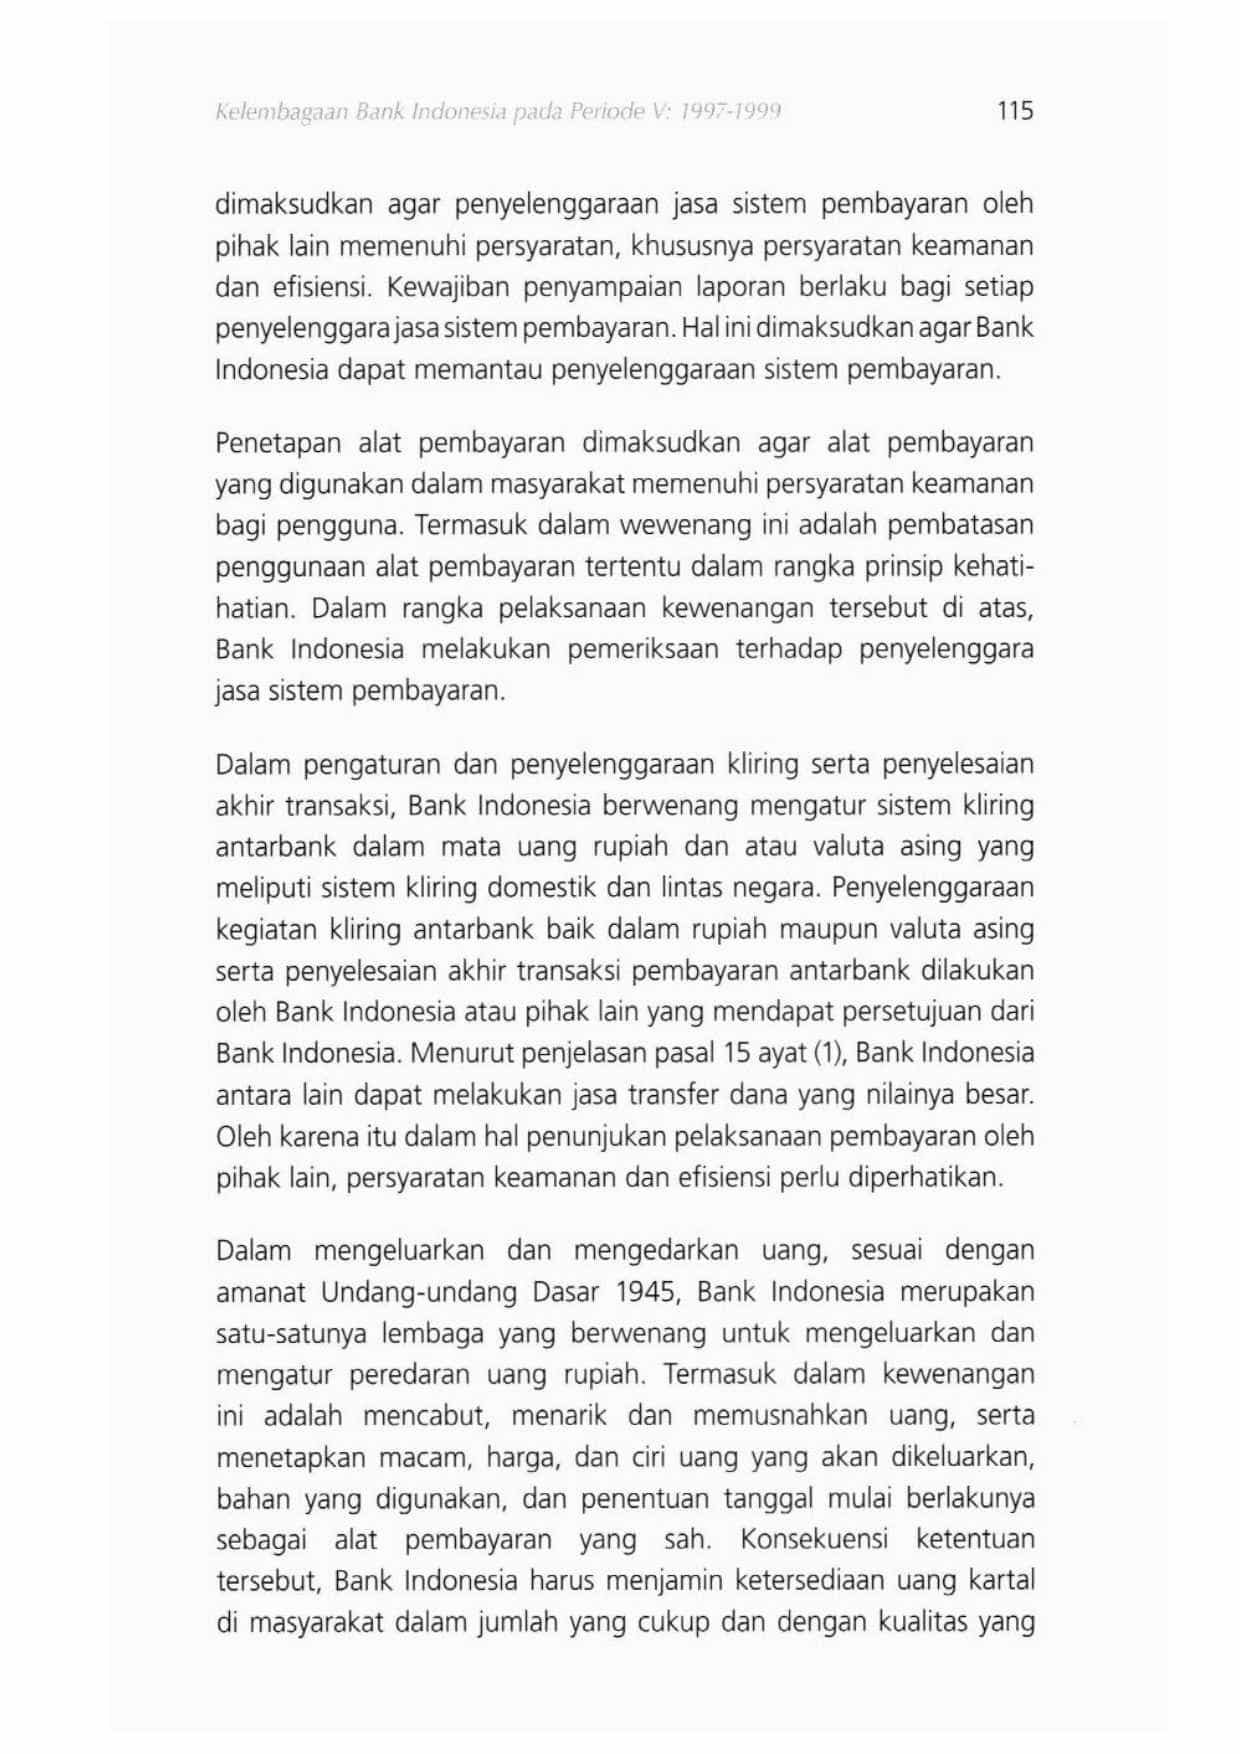 Kelembagaan Bank Indonesia pada Periode V: 1997-1999 115
dimaksudkan agar penyelenggaraan jasa sistem pembayaran oleh
pihak lain memenuhi persyaratan, khususnya persyaratan keamanan
dan efisiensi. Kewajiban penyampaian laporan berlaku bagi setiap
penyelenggara jasa sistem pembayaran. Hal ini dimaksudkan agar Bank
Indonesia dapat memantau penyelenggaraan sistem pembayaran.
Penetapan alat pembayaran dimaksudkan agar alat pembayaran
yang digunakan dalam masyarakat memenuhi persyaratan keamanan
bagi pengguna. Termasuk dalam wewenang ini adalah pembatasan
penggunaan alat pembayaran tertentu dalam rangka prinsip kehati-
hatian. Dalam rangka pelaksanaan kewenangan tersebut di atas,
Bank Indonesia melakukan pemeriksaan terhadap penyelenggara
jasa sistem pembayaran.
Dalam pengaturan dan penyelenggaraan kliring serta penyelesaian
akhir transaksi, Bank Indonesia berwenang mengatur sistem kliring
antarbank dalam mata uang rupiah dan atau valuta asing yang
meliputi sistem kliring domestik dan lintas negara. Penyelenggaraan
kegiatan kliring antarbank baik dalam rupiah maupun valuta asing
serta penyelesaian akhir transaksi pembayaran antarbank dilakukan
oleh Bank Indonesia atau pihak lain yang mendapat persetujuan dari
Bank Indonesia. Menurut penjelasan pasal 15 ayat (1), Bank Indonesia
antara lain dapat melakukan jasa transfer dana yang nilainya besar.
Oleh karena itu dalam hal penunjukan pelaksanaan pembayaran oleh
pihak lain, persyaratan keamanan dan efisiensi perlu diperhatikan.
Dalam mengeluarkan dan mengedarkan uang, sesuai dengan
amanat Undang-undang Dasar 1945, Bank Indonesia merupakan
satu-satunya lembaga yang berwenang untuk mengeluarkan dan
mengatur peredaran uang rupiah. Termasuk dalam kewenangan
ini adalah mencabut, menarik dan memusnahkan uang, serta
menetapkan macam, harga, dan ciri uang yang akan dikeluarkan,
bahan yang digunakan, dan penentuan tanggal mulai berlakunya
sebagai alat pembayaran yang sah. Konsekuensi ketentuan
tersebut, Bank Indonesia harus menjamin ketersediaan uang kartal
di masyarakat dalam jumlah yang cukup dan dengan kualitas yang